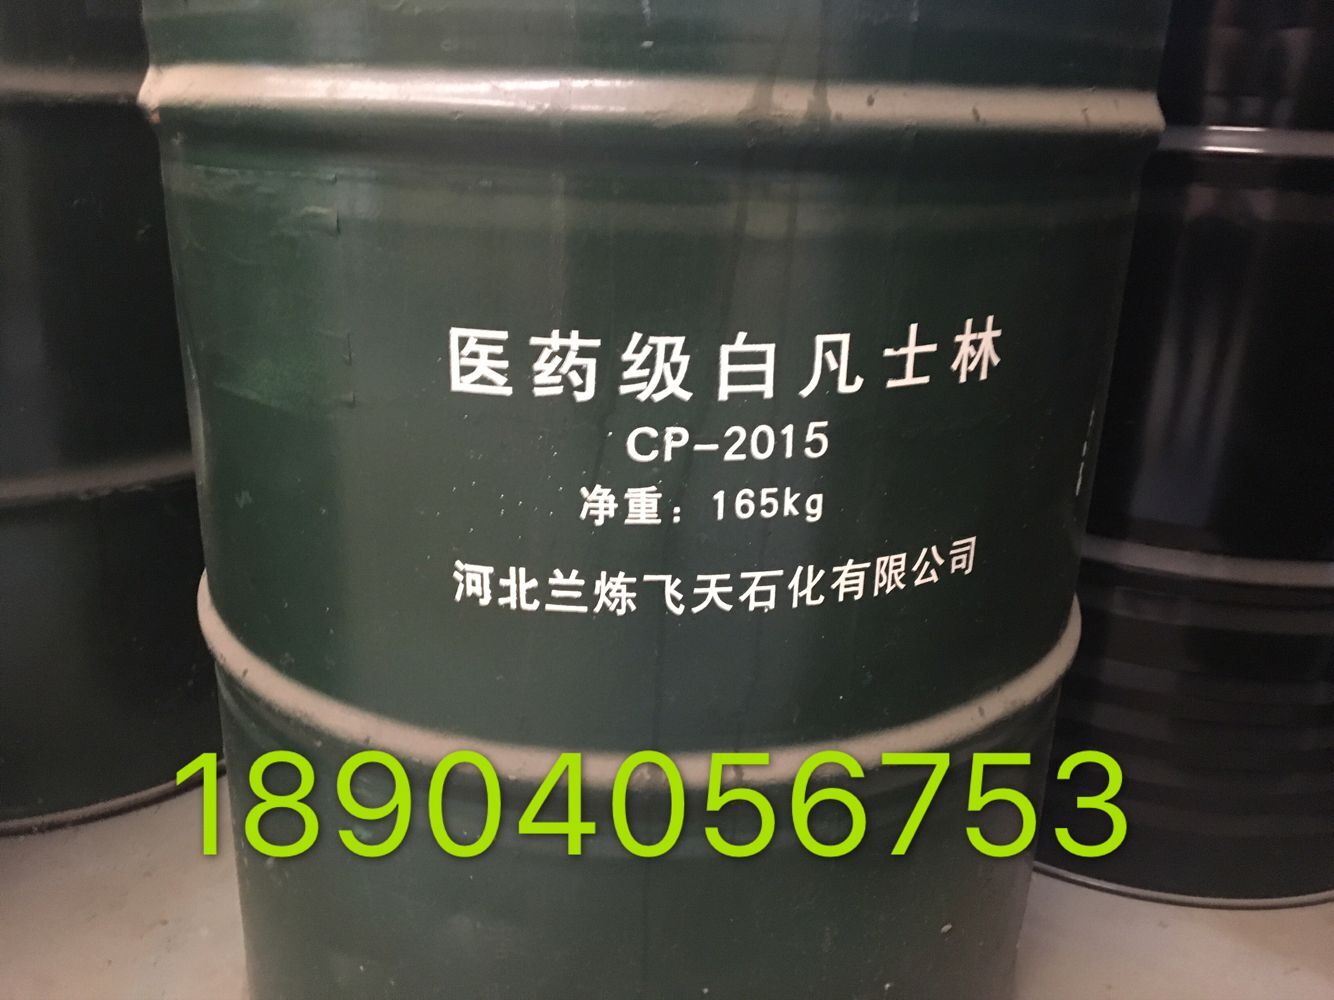 医药级白凡士林
CP-2015
净重：165kg
河北兰炼飞天石化有限公司
18904056753